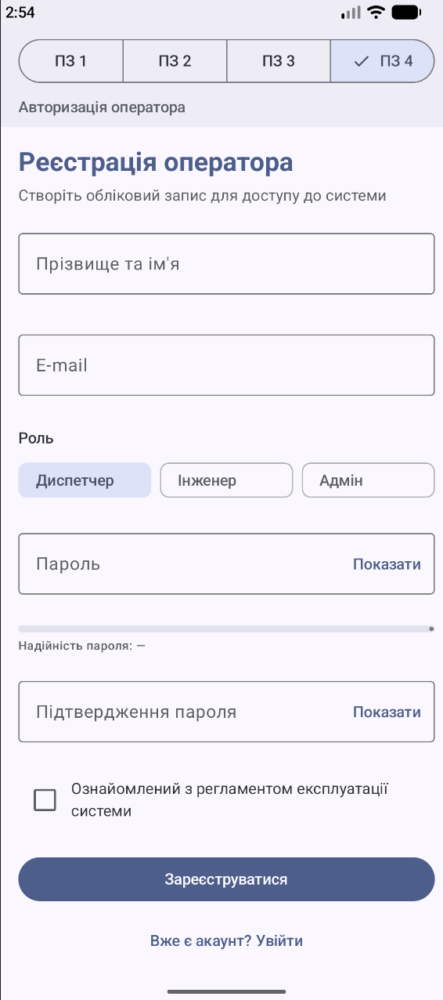 2:54
ПЗ 1 ПЗ 2 ПЗ 3 ПЗ 4
Авторизація оператора
Реєстрація оператора
Створіть обліковий запис для доступу до системи
Прізвище та ім'я
E-mail
Роль
Диспетчер Інженер Адмін
Пароль Показати
Надійність пароля: —
Підтвердження пароля Показати
Ознайомлений з регламентом експлуатації
системи
Зареєструватися
Вже є акаунт? Увійти